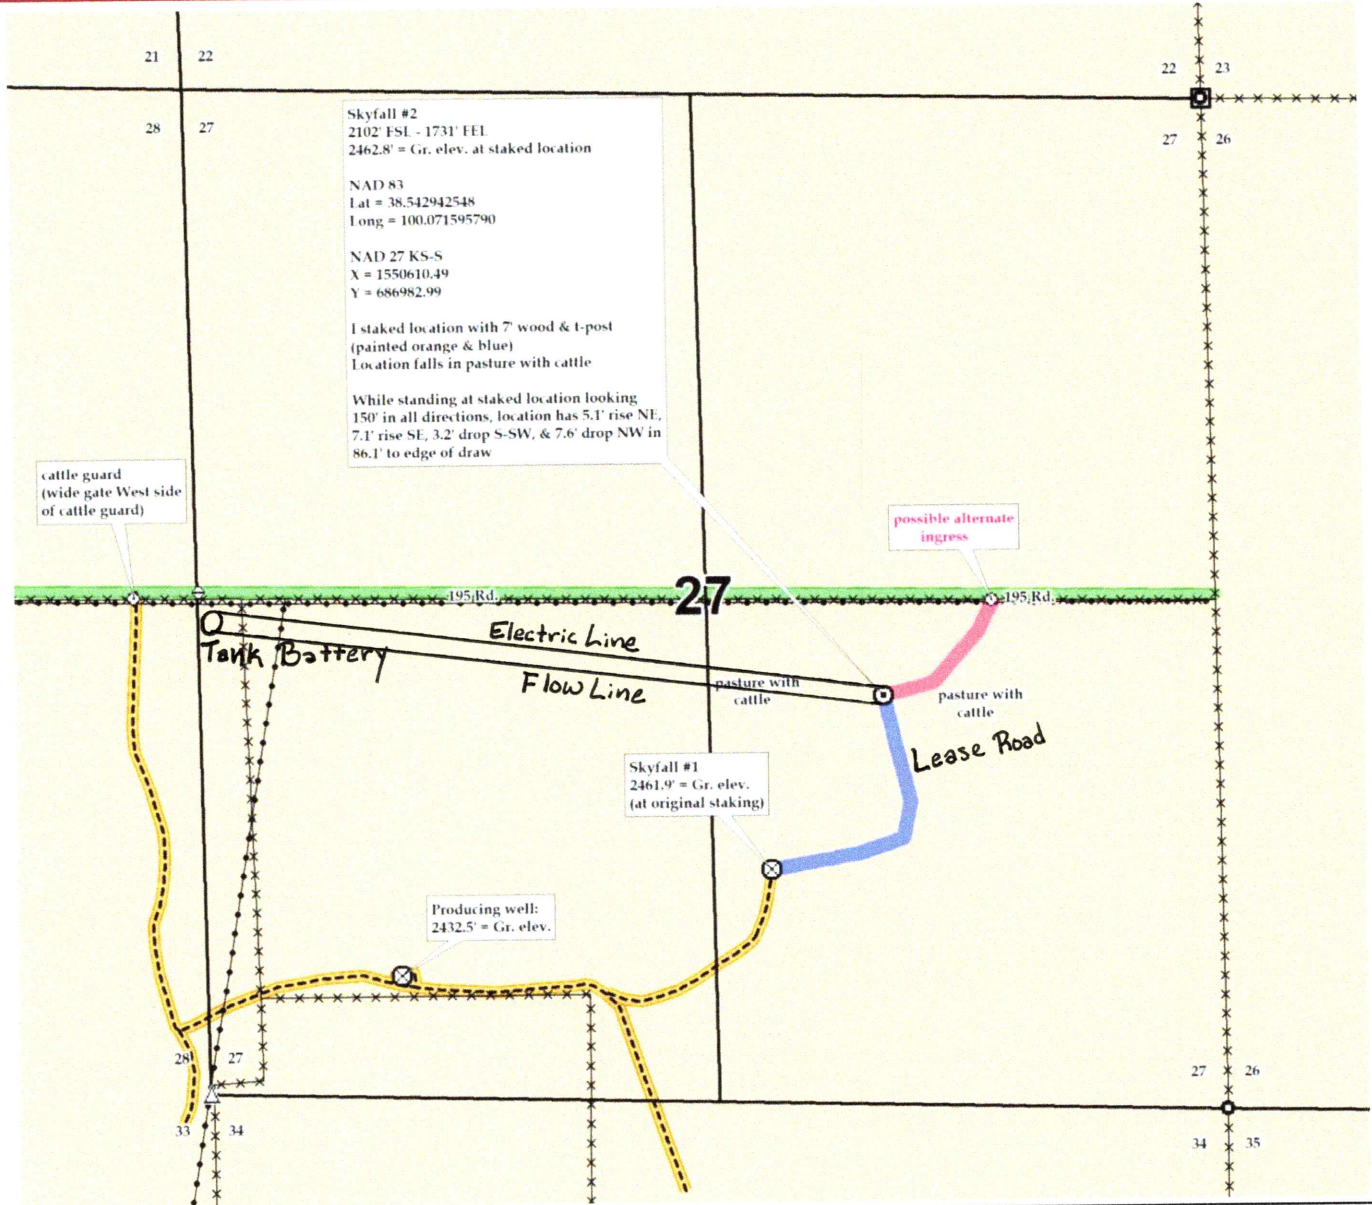 21 22
22 23
28 27
27 26
Skyfall #2
2102' FSL - 1731' FEL
2462.8' = Gr. elev. at staked location
NAD 83
Lat = 38.542942548
Long = 100.071595790
NAD 27 KS-S
X = 1550610.49
Y = 686982.99
I staked location with 7' wood & t-post
(painted orange & blue)
Location falls in pasture with cattle
While standing at staked location looking
150' in all directions, location has 5.1' rise NE,
7.1' rise SE, 3.2' drop S-SW, & 7.6' drop NW in
86.1' to edge of draw
cattle guard
(wide gate West side
of cattle guard)
possible alternate
ingress
195 Rd.
27
195 Rd.
Electric Line
Tank Battery
Flow Line
pasture with
cattle
pasture with
cattle
Lease Road
Skyfall #1
2461.9' = Gr. elev.
(at original staking)
Producing well:
2432.5' = Gr. elev.
28 27
27 26
33 34
34 35